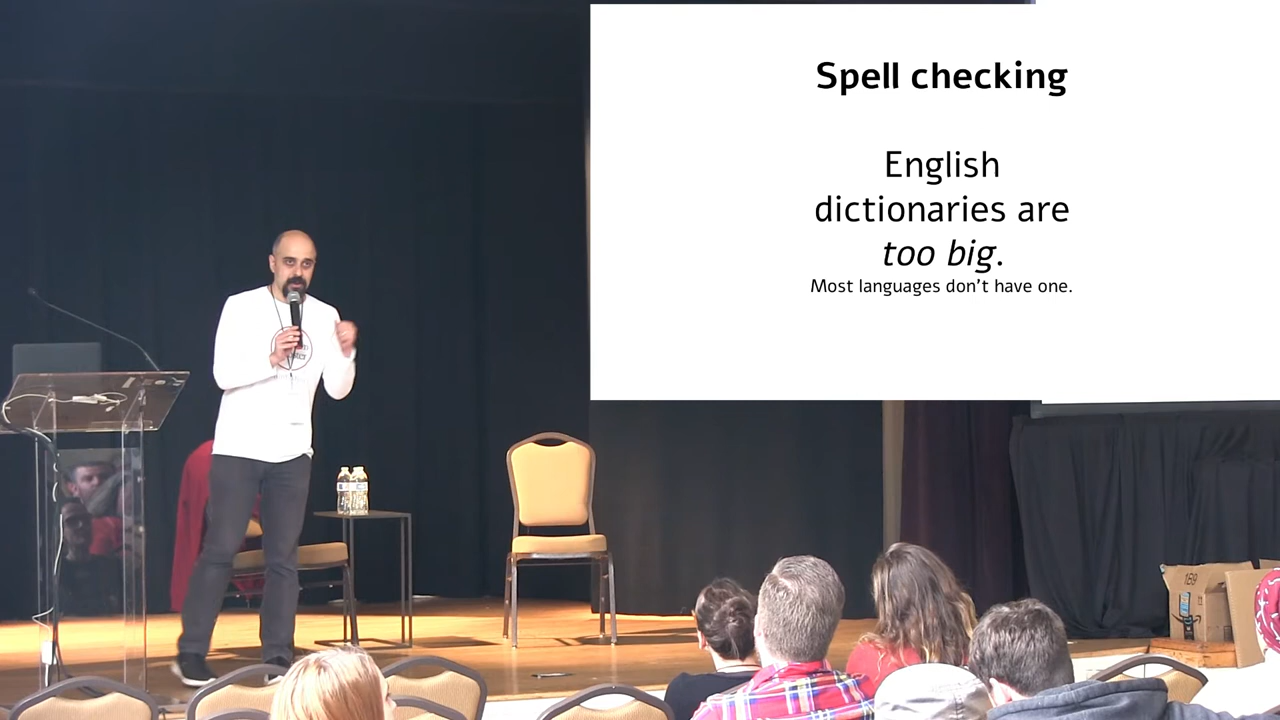 Spell checking
English
dictionaries are
too big.
Most languages don't have one.